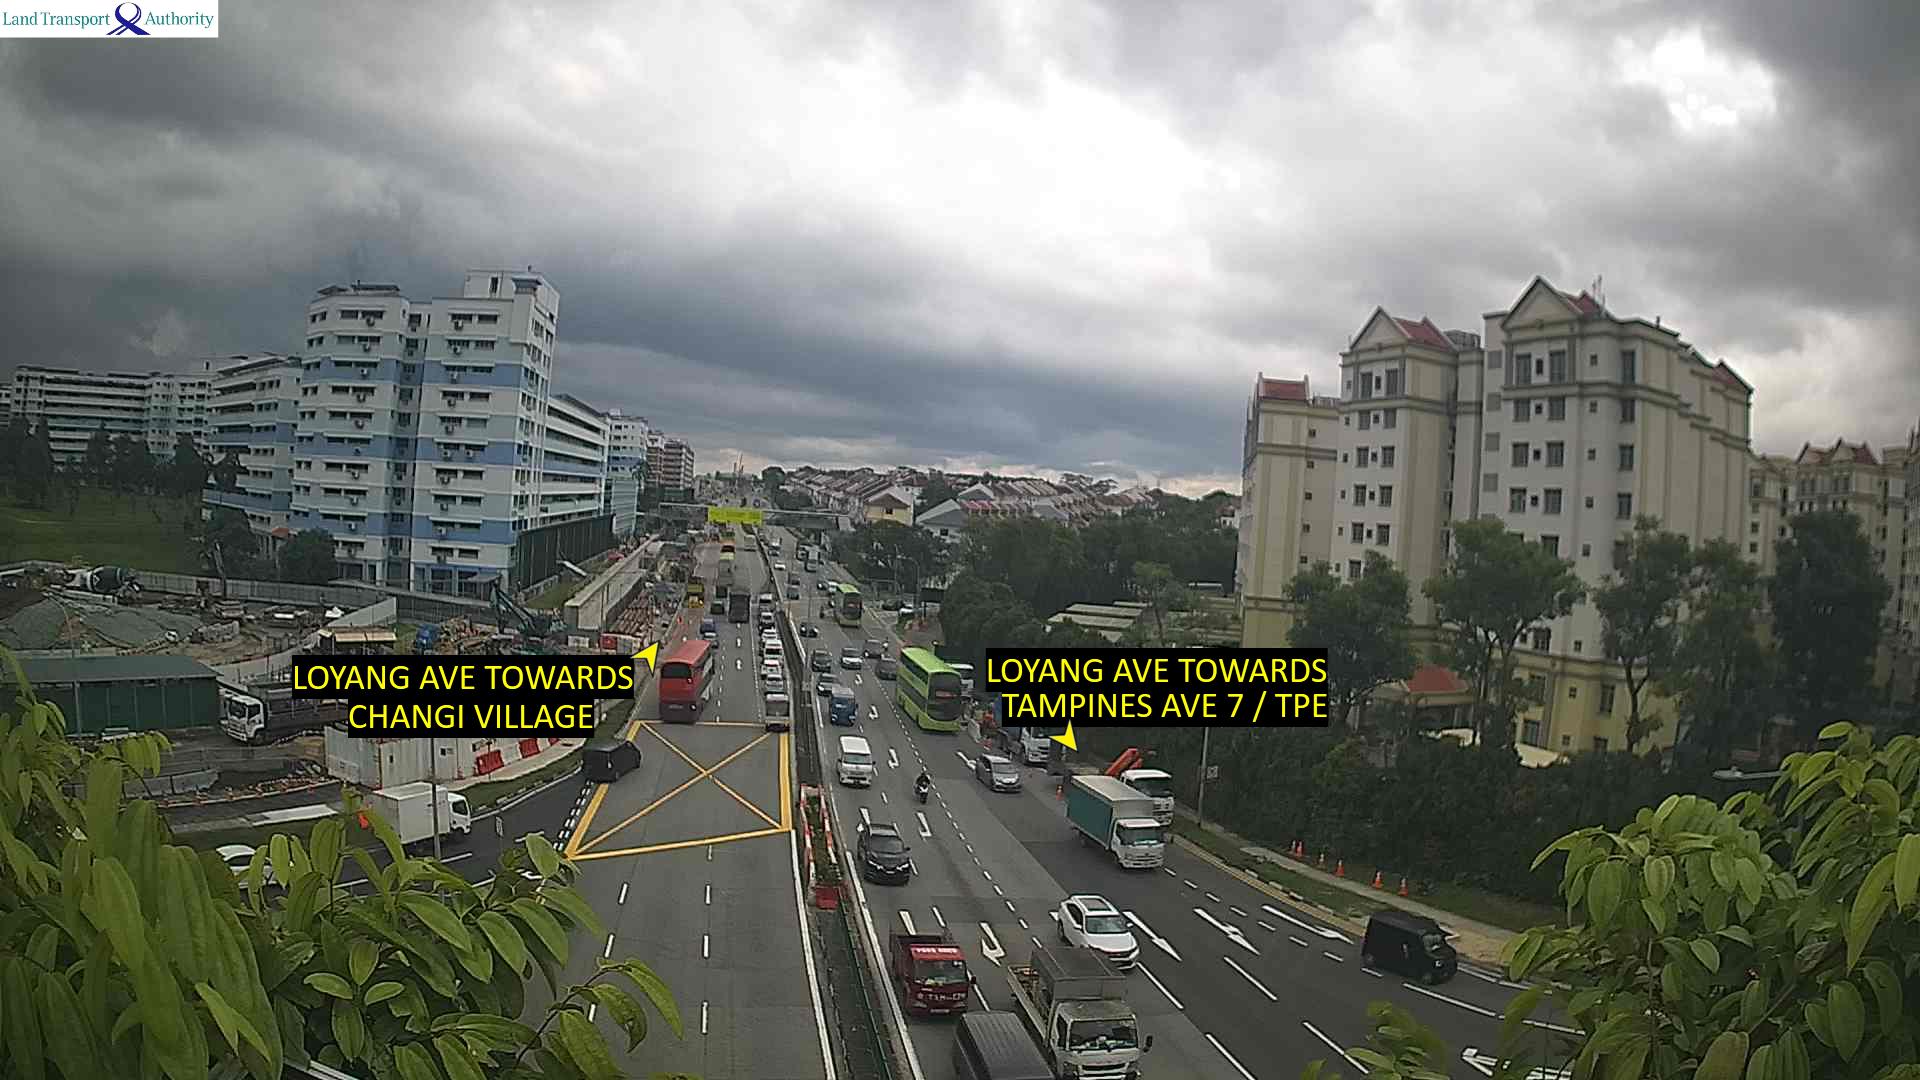 Land Transport Authority
LOYANG AVE TOWARDS
CHANGI VILLAGE
LOYANG AVE TOWARDS
TAMPINES AVE 7 / TPE